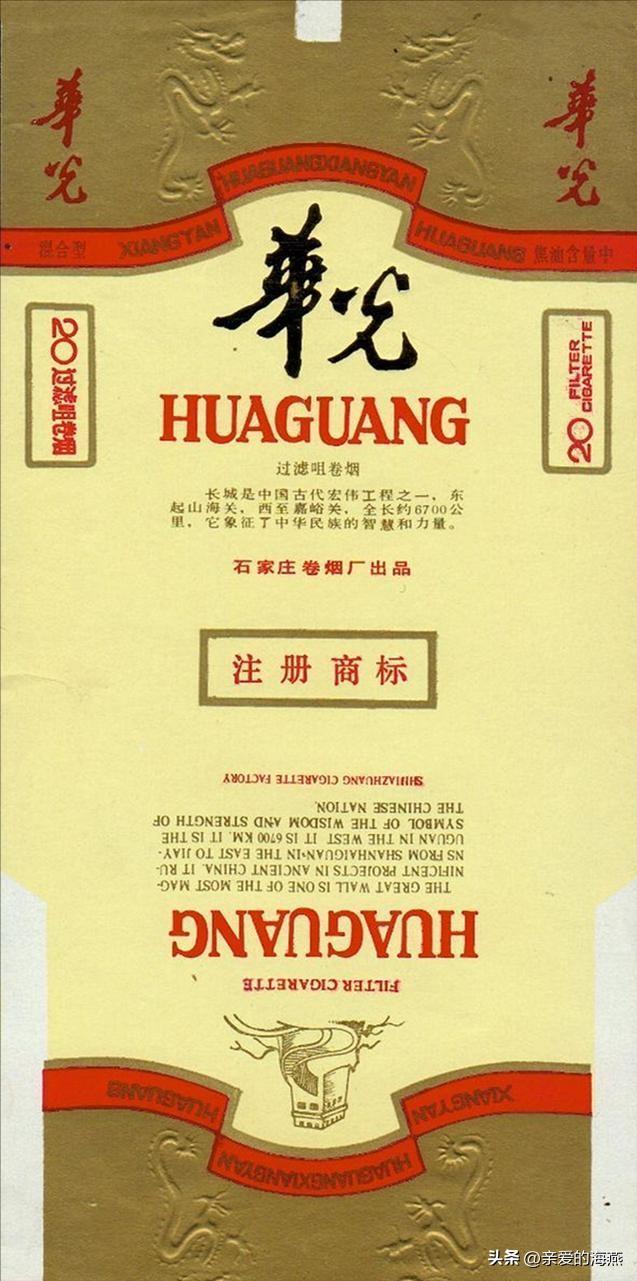 華光
華光
HUAGUANGXIANGYAN
混合型
XIANGYAN
HUAGUANG
焦油含量中
華光
20过滤咀卷烟
20 FILTER
CIGARETTE
HUAGUANG
过滤咀卷烟
长城是中国古代宏伟工程之一，东
起山海关，西至嘉峪关，全长约6700公
里，它象征了中华民族的智慧和力量。
石家庄卷烟厂出品
注册商标
FILTER CIGARETTE
HUAGUANG
THE GREAT WALL IS ONE OF THE MOST MAG-
NIFICENT PROJECTS IN ANCIENT CHINA. IT RU-
NS FROM SHANHAIGUAN IN THE EAST TO JIAY-
UGUAN IN THE WEST IT IS 6700 KM. IT IS THE
SYMBOL OF THE WISDOM AND STRENGTH OF
THE CHINESE NATION.
SHIJIAZHUANG CIGARETTE FACTORY
XIANGYAN
HUAGUANG
HUAGUANGXIANGYAN
头条 @亲爱的海燕